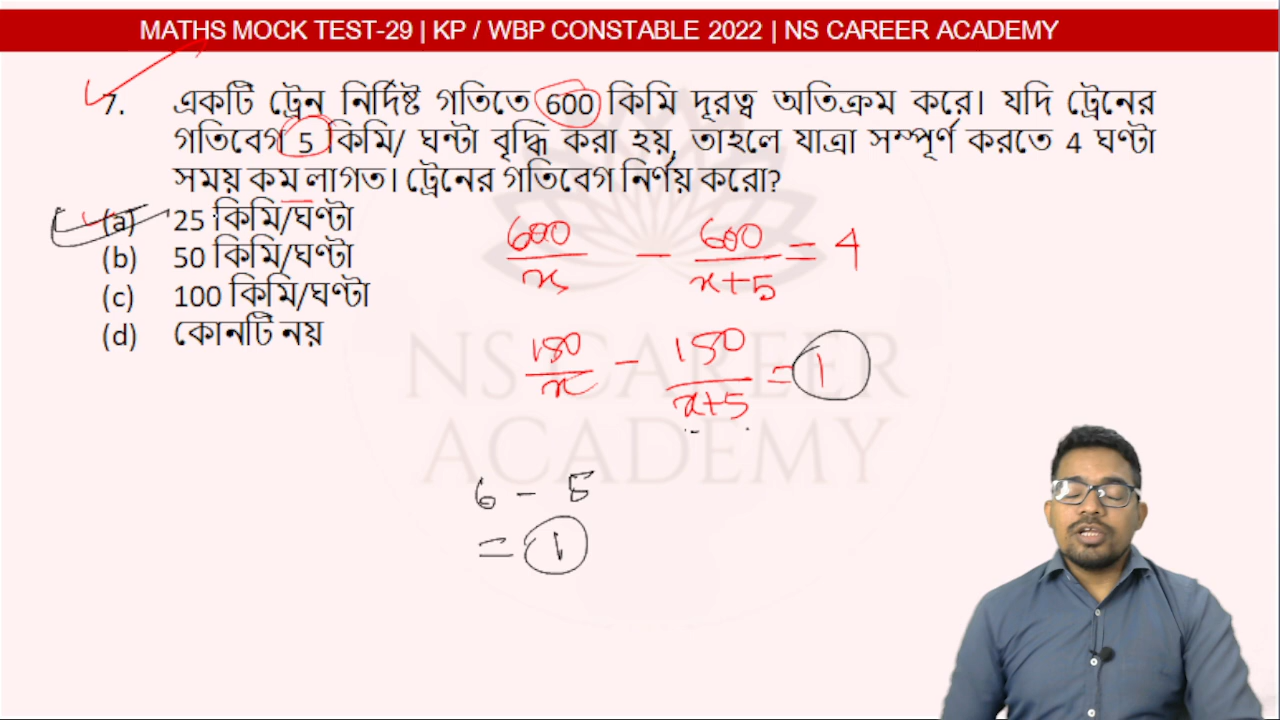 MATHS MOCK TEST-29 | KP / WBP CONSTABLE 2022 | NS CAREER ACADEMY
7. একটি ট্রেন নির্দিষ্ট গতিতে 600 কিমি দূরত্ব অতিক্রম করে। যদি ট্রেনের
গতিবেগ 5 কিমি/ ঘন্টা বৃদ্ধি করা হয়, তাহলে যাত্রা সম্পূর্ণ করতে 4 ঘণ্টা
সময় কম লাগত। ট্রেনের গতিবেগ নির্ণয় করো?
(a) 25 কিমি/ঘণ্টা
(b) 50 কিমি/ঘণ্টা
(c) 100 কিমি/ঘণ্টা
(d) কোনটি নয়
600/x - 600/x+5 = 4
150/x - 150/x+5 = 1
6 - 5
= 1
NS CAREER
ACADEMY